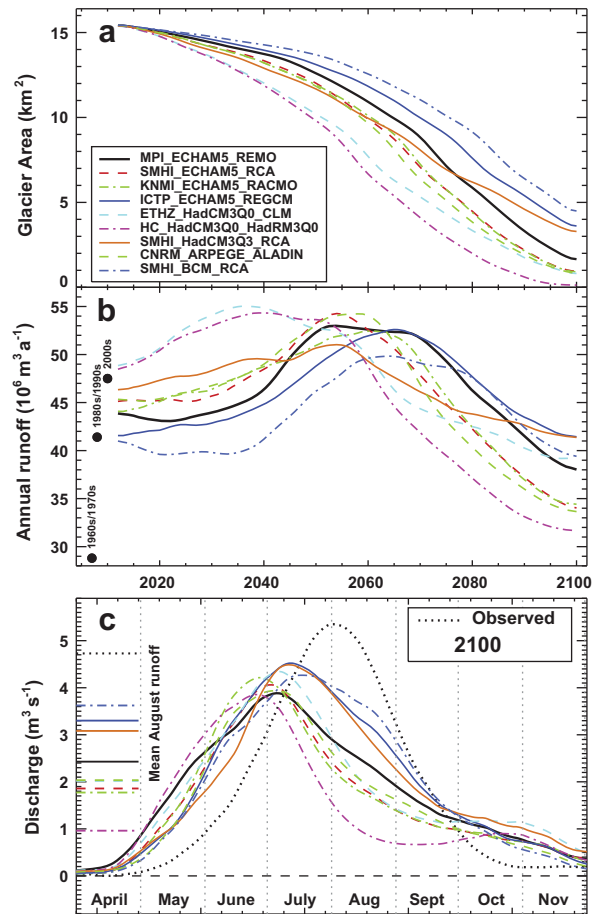 a
Glacier Area (km²)
15
10
5
0
MPI_ECHAM5_REMO
SMHI_ECHAM5_RCA
KNMI_ECHAM5_RACMO
ICTP_ECHAM5_REGCM
ETHZ_HadCM3Q0_CLM
HC_HadCM3Q0_HadRM3Q0
SMHI_HadCM3Q3_RCA
CNRM_ARPEGE_ALADIN
SMHI_BCM_RCA
b
Annual runoff (10⁶ m³ a⁻¹)
55
50
45
40
35
30
1960s/1970s
1980s/1990s
2000s
2020 2040 2060 2080 2100
c
Observed
2100
Discharge (m³ s⁻¹)
5
4
3
2
1
0
Mean August runoff
April May June July Aug Sept Oct Nov